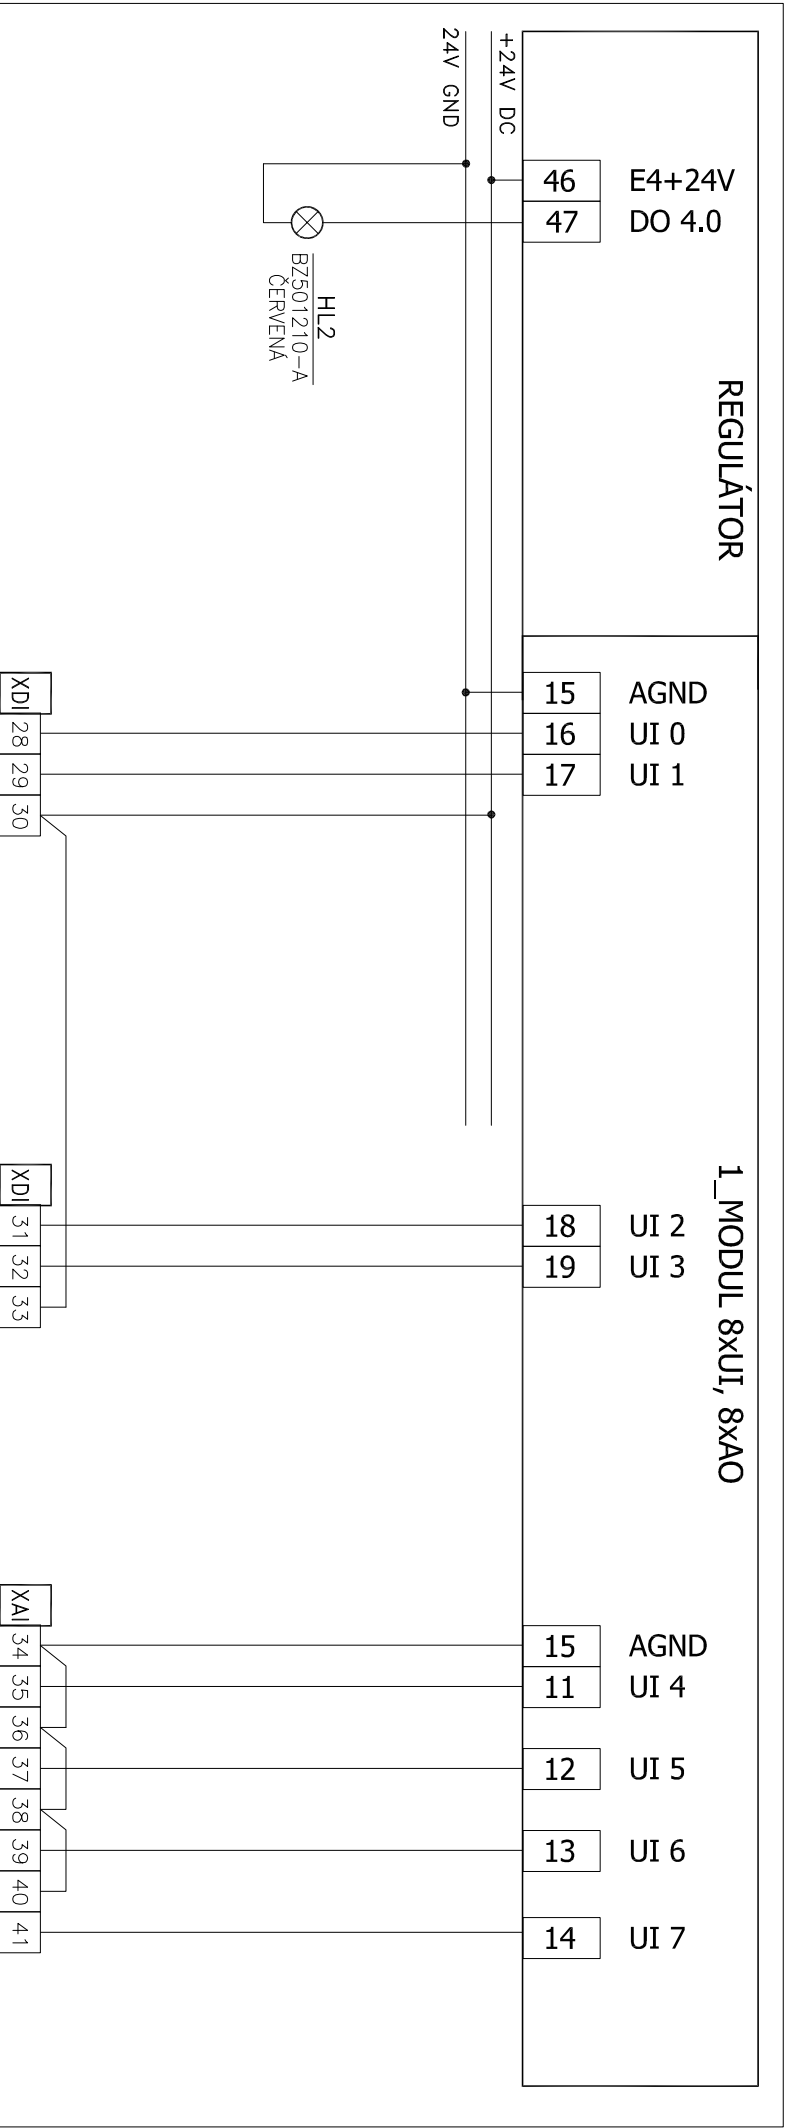 24V GND
+24V DC
46 E4+24V
47 DO 4.0
HL2
BZ501210-A
ČERVENÁ
REGULÁTOR
15 AGND
16 UI 0
17 UI 1
XDI
28
29
30
1_MODUL 8xUI, 8xAO
18 UI 2
19 UI 3
XDI
31
32
33
15 AGND
11 UI 4
12 UI 5
13 UI 6
14 UI 7
XAI
34
35
36
37
38
39
40
41